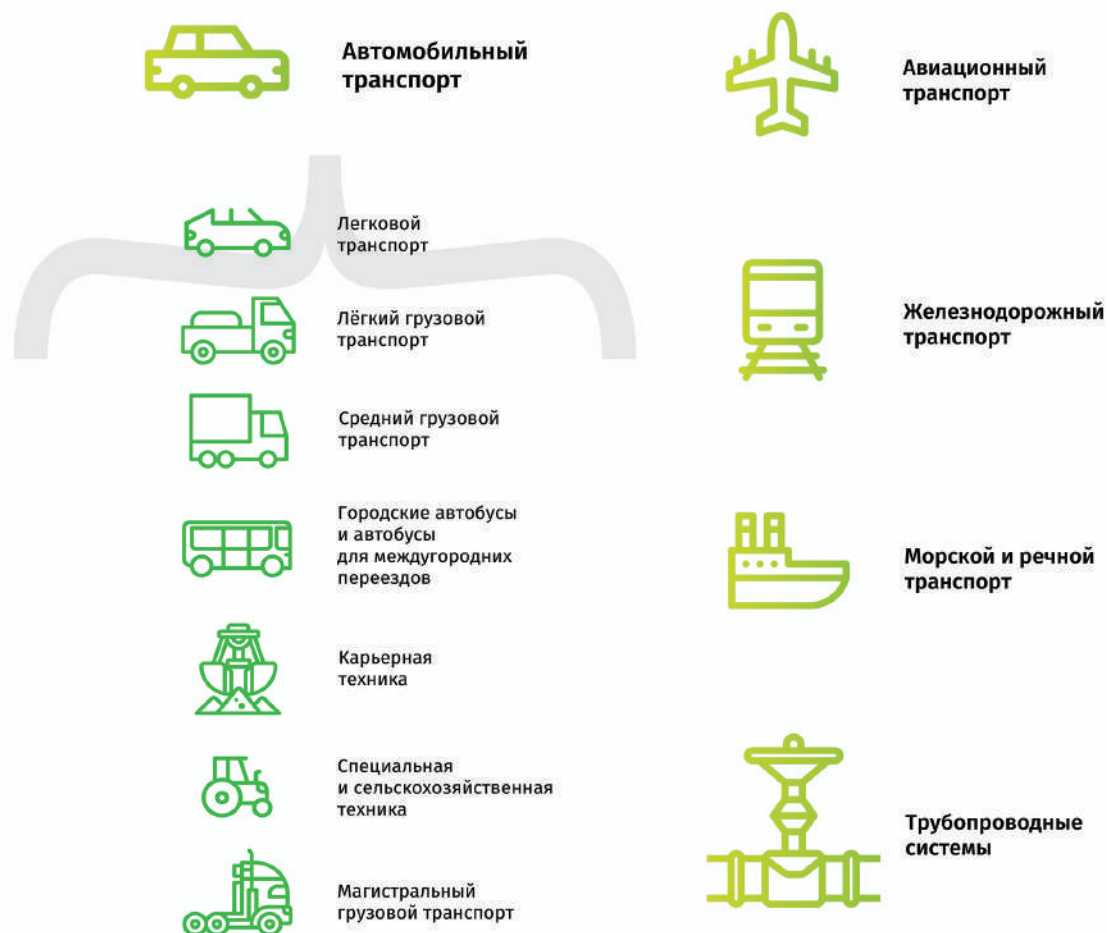 Автомобильный
транспорт
Легковой
транспорт
Лёгкий грузовой
транспорт
Средний грузовой
транспорт
Городские автобусы
и автобусы
для междугородних
переездов
Карьерная
техника
Специальная
и сельскохозяйственная
техника
Магистральный
грузовой транспорт
Авиационный
транспорт
Железнодорожный
транспорт
Морской и речной
транспорт
Трубопроводные
системы